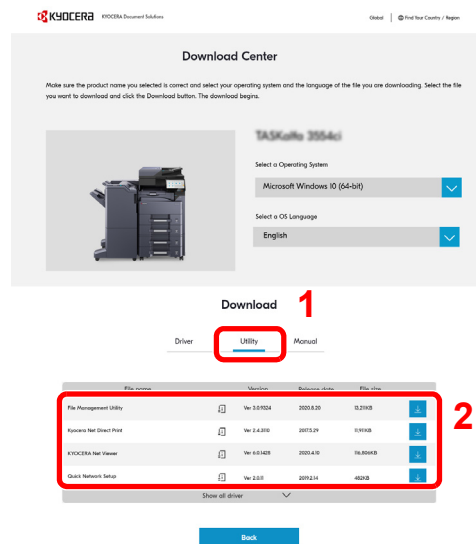 KYOCERA KYOCERA Document Solutions
Global Find Your Country / Region
Download Center
Make sure the product name you selected is correct and select your operating system and the language of the file you are downloading. Select the file
you want to download and click the Download button. The download begins.
TASKalfa 3554ci
Select a Operating System
Microsoft Windows 10 (64-bit)
Select a OS Language
English
Download 1
Driver Utility Manual
File name Version Release date File size
File Management Utility Ver 3.0.9324 2020.8.20 13,211KB
Kyocera Net Direct Print Ver 2.4.3110 2017.5.29 11,911KB
KYOCERA Net Viewer Ver 6.0.1428 2020.4.10 116,806KB
Quick Network Setup Ver 2.0.11 2019.2.14 482KB
2
Show all driver
Back